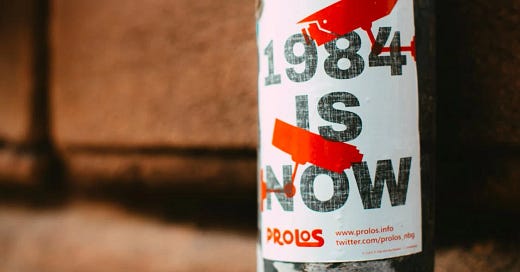 1984
IS
NOW
PROLOS
www.prolos.info
twitter.com/prolos_nbg